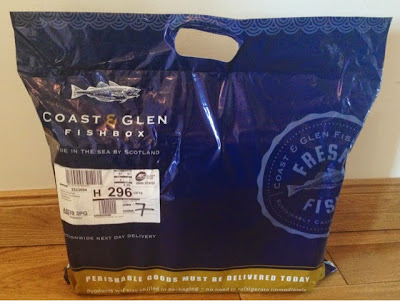 COAST & GLEN
FISHBOX
DE IN THE SEA BY SCOTLAND
H 296
7
NATIONWIDE NEXT DAY DELIVERY
COAST & GLEN FISH
FRESH
FISH
PERISHABLE GOODS MUST BE DELIVERED TODAY